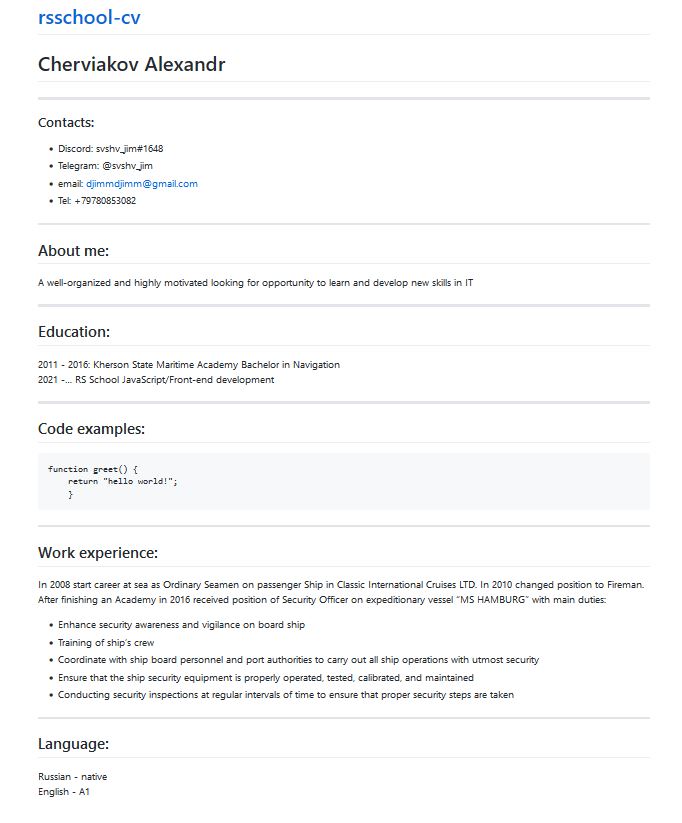 rsschool-cv
Cherviakov Alexandr
Contacts:
• Discord: svshv_jim#1648
• Telegram: @svshv_jim
• email: djimmdjimm@gmail.com
• Tel: +79780853082
About me:
A well-organized and highly motivated looking for opportunity to learn and develop new skills in IT
Education:
2011 - 2016: Kherson State Maritime Academy Bachelor in Navigation
2021 -... RS School JavaScript/Front-end development
Code examples:
function greet() {
    return "hello world!";
    }
Work experience:
In 2008 start career at sea as Ordinary Seamen on passenger Ship in Classic International Cruises LTD. In 2010 changed position to Fireman.
After finishing an Academy in 2016 received position of Security Officer on expeditionary vessel “MS HAMBURG” with main duties:
• Enhance security awareness and vigilance on board ship
• Training of ship’s crew
• Coordinate with ship board personnel and port authorities to carry out all ship operations with utmost security
• Ensure that the ship security equipment is properly operated, tested, calibrated, and maintained
• Conducting security inspections at regular intervals of time to ensure that proper security steps are taken
Language:
Russian - native
English - A1